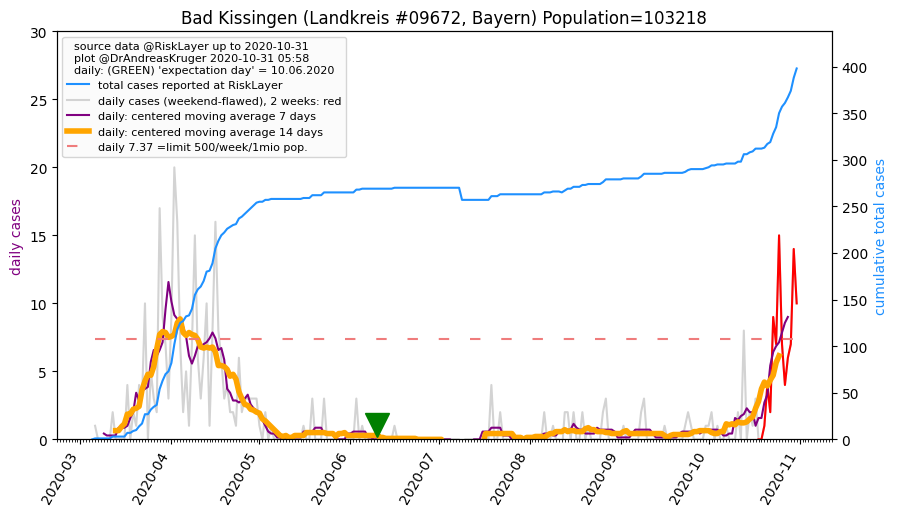 Bad Kissingen (Landkreis #09672, Bayern) Population=103218
source data @RiskLayer up to 2020-10-31
plot @DrAndreasKruger 2020-10-31 05:58
daily: (GREEN) 'expectation day' = 10.06.2020
total cases reported at RiskLayer
daily cases (weekend-flawed), 2 weeks: red
daily: centered moving average 7 days
daily: centered moving average 14 days
daily 7.37 =limit 500/week/1mio pop.
daily cases
30
25
20
15
10
5
0
cumulative total cases
400
350
300
250
200
150
100
50
0
2020-03
2020-04
2020-05
2020-06
2020-07
2020-08
2020-09
2020-10
2020-11